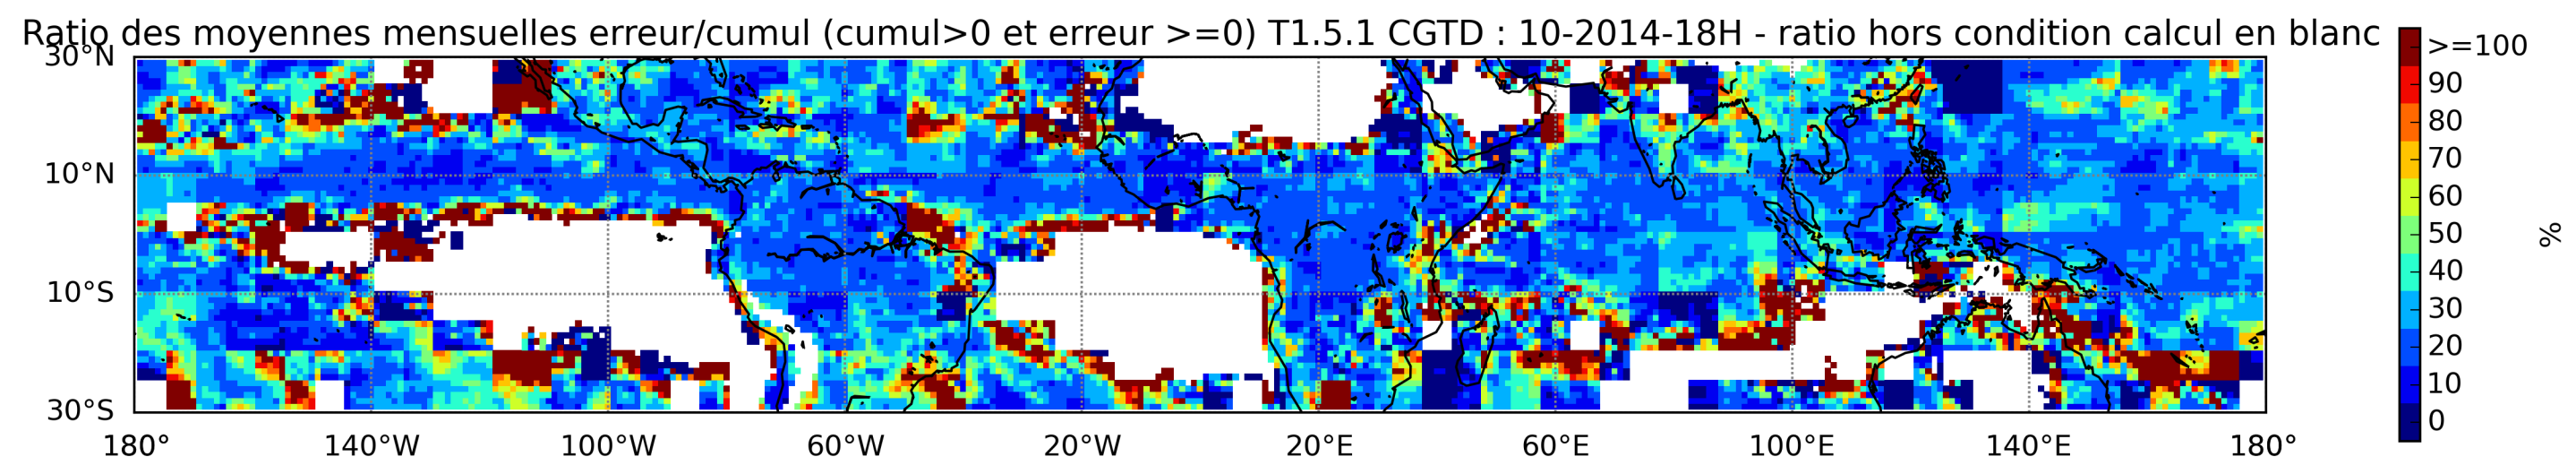 Ratio des moyennes mensuelles erreur/cumul (cumul>0 et erreur >=0) T1.5.1 CGTD : 10-2014-18H - ratio hors condition calcul en blanc
30°N
10°N
10°S
30°S
180°
140°W
100°W
60°W
20°W
20°E
60°E
100°E
140°E
180°
>=100
90
80
70
60
50
40
30
20
10
0
%